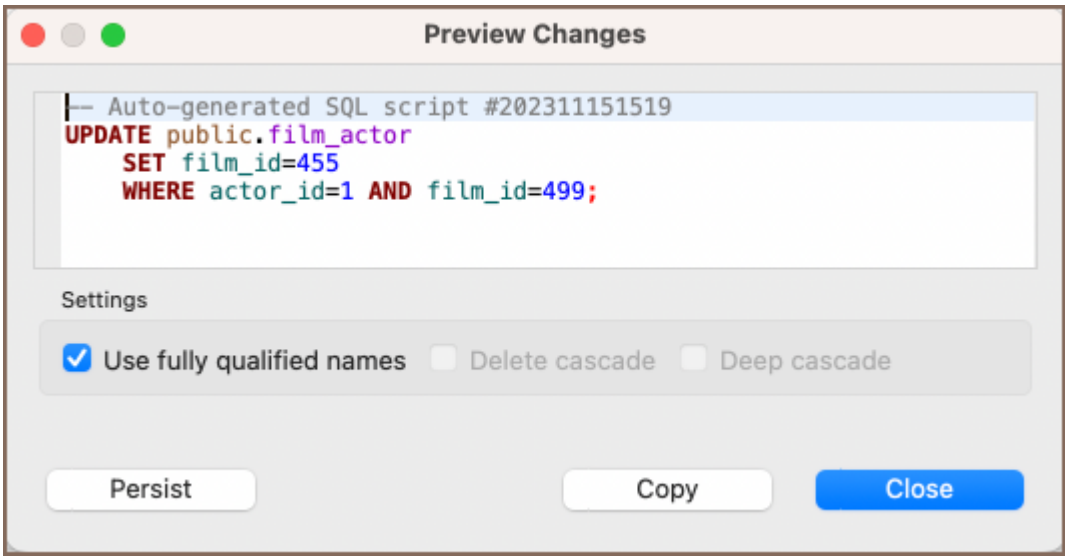 Preview Changes
-- Auto-generated SQL script #202311151519
UPDATE public.film_actor
SET film_id=455
WHERE actor_id=1 AND film_id=499;
Settings
Use fully qualified names Delete cascade Deep cascade
Persist Copy Close